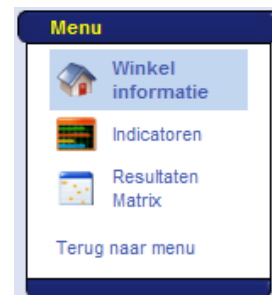 Menu
Winkel
informatie
Indicatoren
Resultaten
Matrix
Terug naar menu